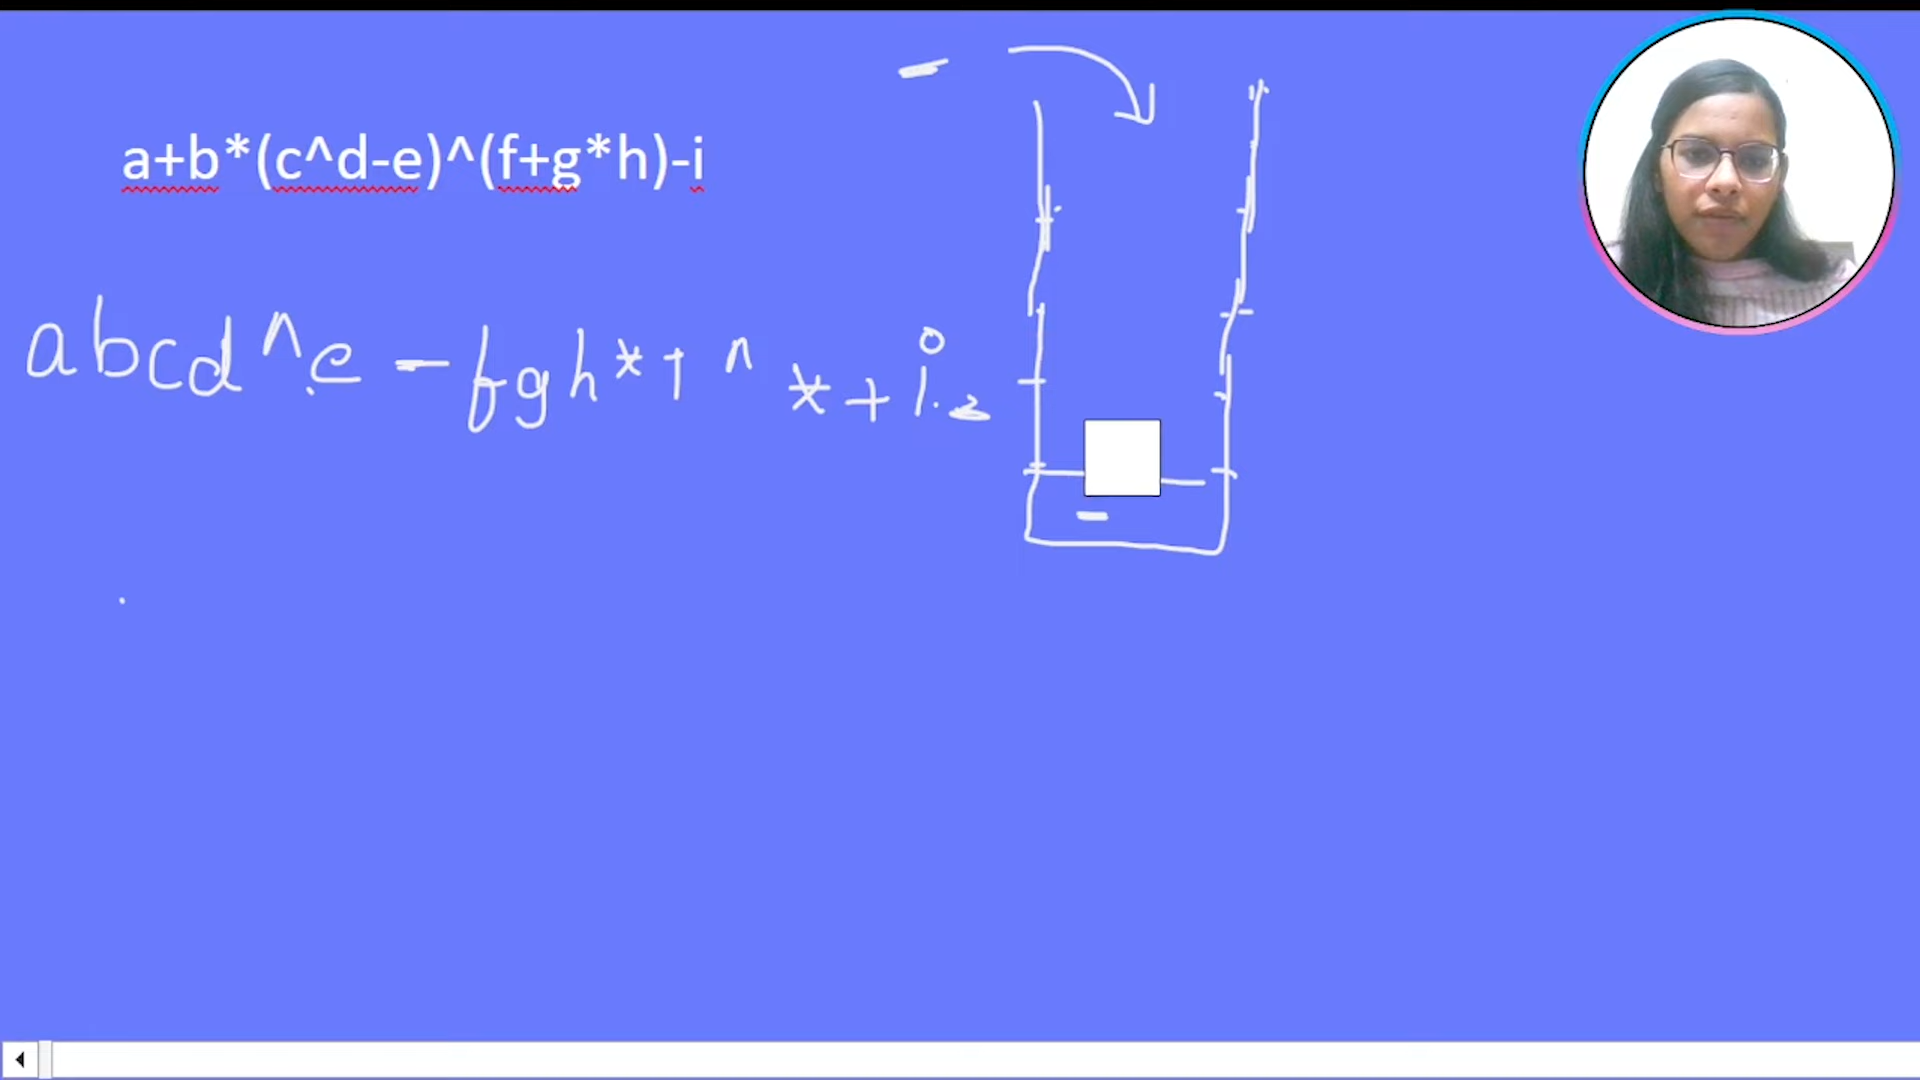 a+b*(c^d-e)^(f+g*h)-i
abcd^e-fgh*+^*+i-
-